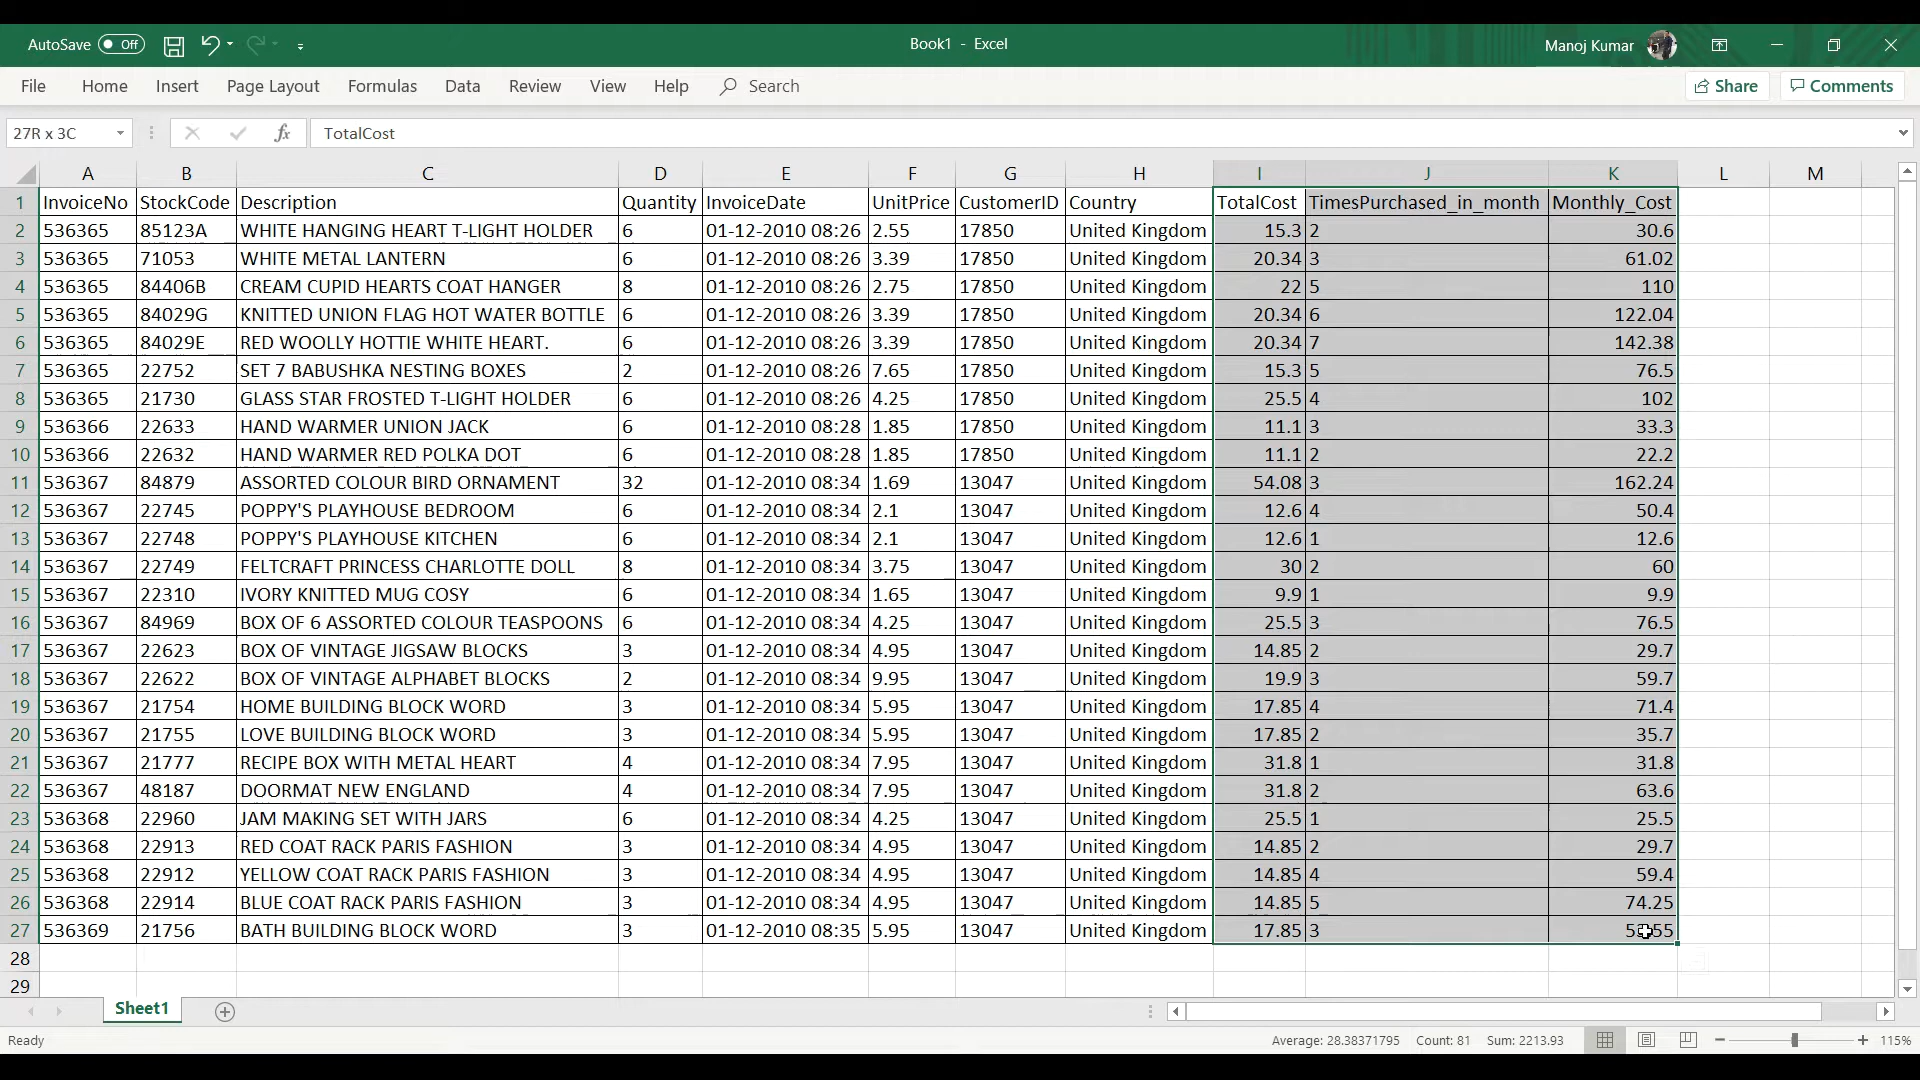 AutoSave Off
Book1 - Excel
Manoj Kumar
File Home Insert Page Layout Formulas Data Review View Help Search Share Comments
27R x 3C fx TotalCost
A B C D E F G H I J K L M
1 InvoiceNo StockCode Description Quantity InvoiceDate UnitPrice CustomerID Country TotalCost TimesPurchased_in_month Monthly_Cost
2 536365 85123A WHITE HANGING HEART T-LIGHT HOLDER 6 01-12-2010 08:26 2.55 17850 United Kingdom 15.3 2 30.6
3 536365 71053 WHITE METAL LANTERN 6 01-12-2010 08:26 3.39 17850 United Kingdom 20.34 3 61.02
4 536365 84406B CREAM CUPID HEARTS COAT HANGER 8 01-12-2010 08:26 2.75 17850 United Kingdom 22 5 110
5 536365 84029G KNITTED UNION FLAG HOT WATER BOTTLE 6 01-12-2010 08:26 3.39 17850 United Kingdom 20.34 6 122.04
6 536365 84029E RED WOOLLY HOTTIE WHITE HEART. 6 01-12-2010 08:26 3.39 17850 United Kingdom 20.34 7 142.38
7 536365 22752 SET 7 BABUSHKA NESTING BOXES 2 01-12-2010 08:26 7.65 17850 United Kingdom 15.3 5 76.5
8 536365 21730 GLASS STAR FROSTED T-LIGHT HOLDER 6 01-12-2010 08:26 4.25 17850 United Kingdom 25.5 4 102
9 536366 22633 HAND WARMER UNION JACK 6 01-12-2010 08:28 1.85 17850 United Kingdom 11.1 3 33.3
10 536366 22632 HAND WARMER RED POLKA DOT 6 01-12-2010 08:28 1.85 17850 United Kingdom 11.1 2 22.2
11 536367 84879 ASSORTED COLOUR BIRD ORNAMENT 32 01-12-2010 08:34 1.69 13047 United Kingdom 54.08 3 162.24
12 536367 22745 POPPY'S PLAYHOUSE BEDROOM 6 01-12-2010 08:34 2.1 13047 United Kingdom 12.6 4 50.4
13 536367 22748 POPPY'S PLAYHOUSE KITCHEN 6 01-12-2010 08:34 2.1 13047 United Kingdom 12.6 1 12.6
14 536367 22749 FELTCRAFT PRINCESS CHARLOTTE DOLL 8 01-12-2010 08:34 3.75 13047 United Kingdom 30 2 60
15 536367 22310 IVORY KNITTED MUG COSY 6 01-12-2010 08:34 1.65 13047 United Kingdom 9.9 1 9.9
16 536367 84969 BOX OF 6 ASSORTED COLOUR TEASPOONS 6 01-12-2010 08:34 4.25 13047 United Kingdom 25.5 3 76.5
17 536367 22623 BOX OF VINTAGE JIGSAW BLOCKS 3 01-12-2010 08:34 4.95 13047 United Kingdom 14.85 2 29.7
18 536367 22622 BOX OF VINTAGE ALPHABET BLOCKS 2 01-12-2010 08:34 9.95 13047 United Kingdom 19.9 3 59.7
19 536367 21754 HOME BUILDING BLOCK WORD 3 01-12-2010 08:34 5.95 13047 United Kingdom 17.85 4 71.4
20 536367 21755 LOVE BUILDING BLOCK WORD 3 01-12-2010 08:34 5.95 13047 United Kingdom 17.85 2 35.7
21 536367 21777 RECIPE BOX WITH METAL HEART 4 01-12-2010 08:34 7.95 13047 United Kingdom 31.8 1 31.8
22 536367 48187 DOORMAT NEW ENGLAND 4 01-12-2010 08:34 7.95 13047 United Kingdom 31.8 2 63.6
23 536368 22960 JAM MAKING SET WITH JARS 6 01-12-2010 08:34 4.25 13047 United Kingdom 25.5 1 25.5
24 536368 22913 RED COAT RACK PARIS FASHION 3 01-12-2010 08:34 4.95 13047 United Kingdom 14.85 2 29.7
25 536368 22912 YELLOW COAT RACK PARIS FASHION 3 01-12-2010 08:34 4.95 13047 United Kingdom 14.85 4 59.4
26 536368 22914 BLUE COAT RACK PARIS FASHION 3 01-12-2010 08:34 4.95 13047 United Kingdom 14.85 5 74.25
27 536369 21756 BATH BUILDING BLOCK WORD 3 01-12-2010 08:35 5.95 13047 United Kingdom 17.85 3
28
29
Sheet1
Ready Average: 28.38371795 Count: 81 Sum: 2213.93 115%